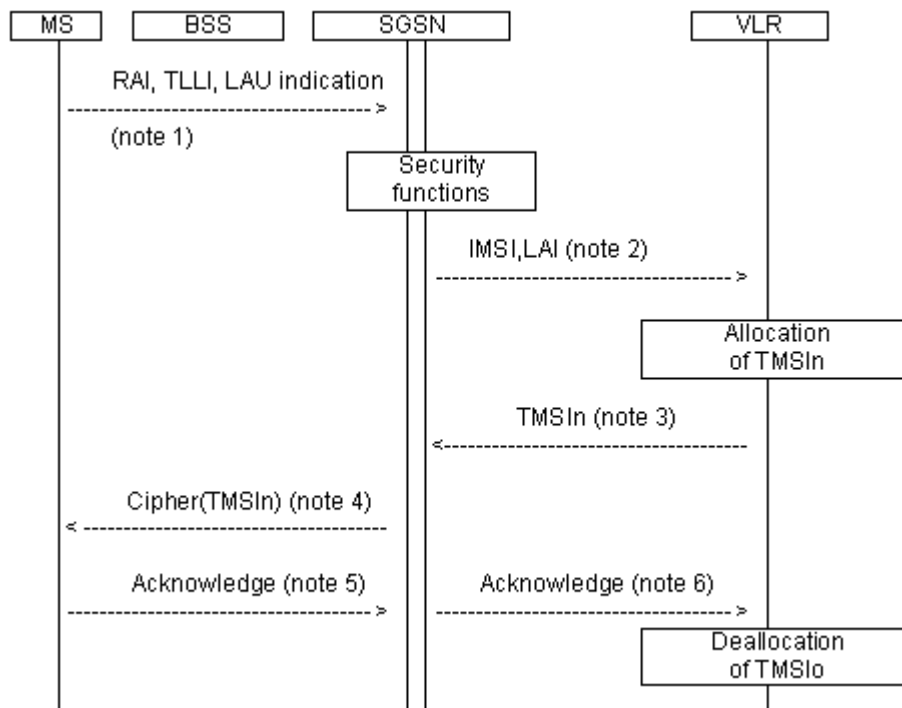 MS BSS SGSN VLR
RAI, TLLI, LAU indication
(note 1)
Security
functions
IMSI,LAI (note 2)
Allocation
of TMSIn
TMSIn (note 3)
Cipher(TMSIn) (note 4)
Acknowledge (note 5) Acknowledge (note 6)
Deallocation
of TMSIo